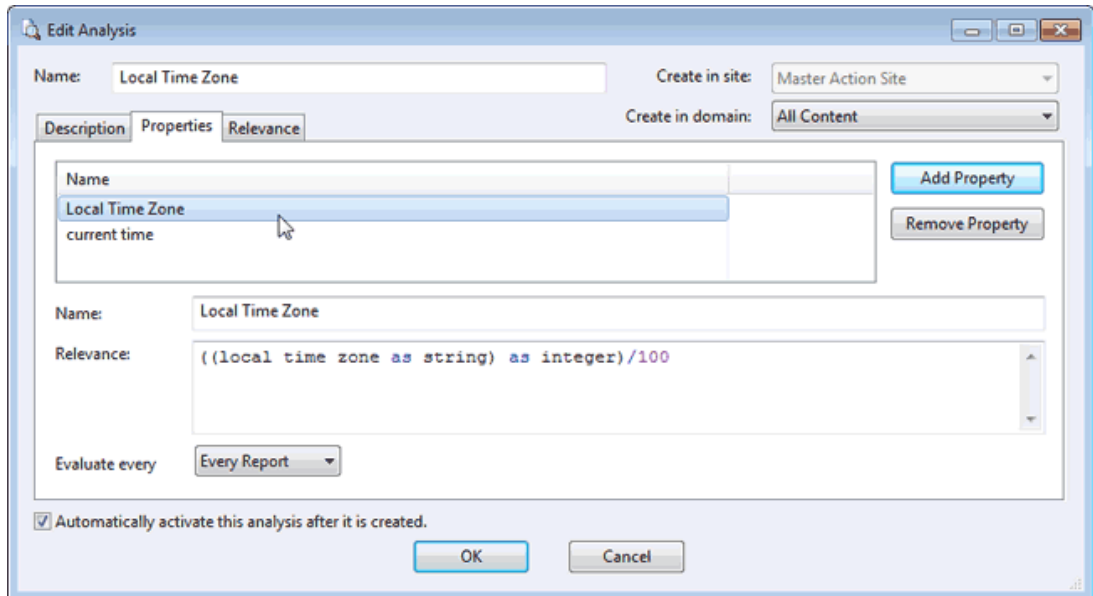 Edit Analysis
Name: Local Time Zone Create in site: Master Action Site
Create in domain: All Content
Description Properties Relevance
Name
Local Time Zone
current time
Add Property
Remove Property
Name: Local Time Zone
Relevance: ((local time zone as string) as integer)/100
Evaluate every Every Report
Automatically activate this analysis after it is created.
OK Cancel